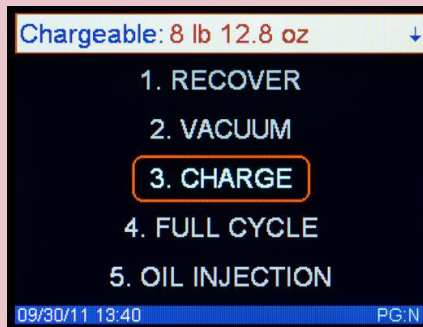 Chargeable: 8 lb 12.8 oz ↓
1. RECOVER
2. VACUUM
3. CHARGE
4. FULL CYCLE
5. OIL INJECTION
09/30/11 13:40 PG:N